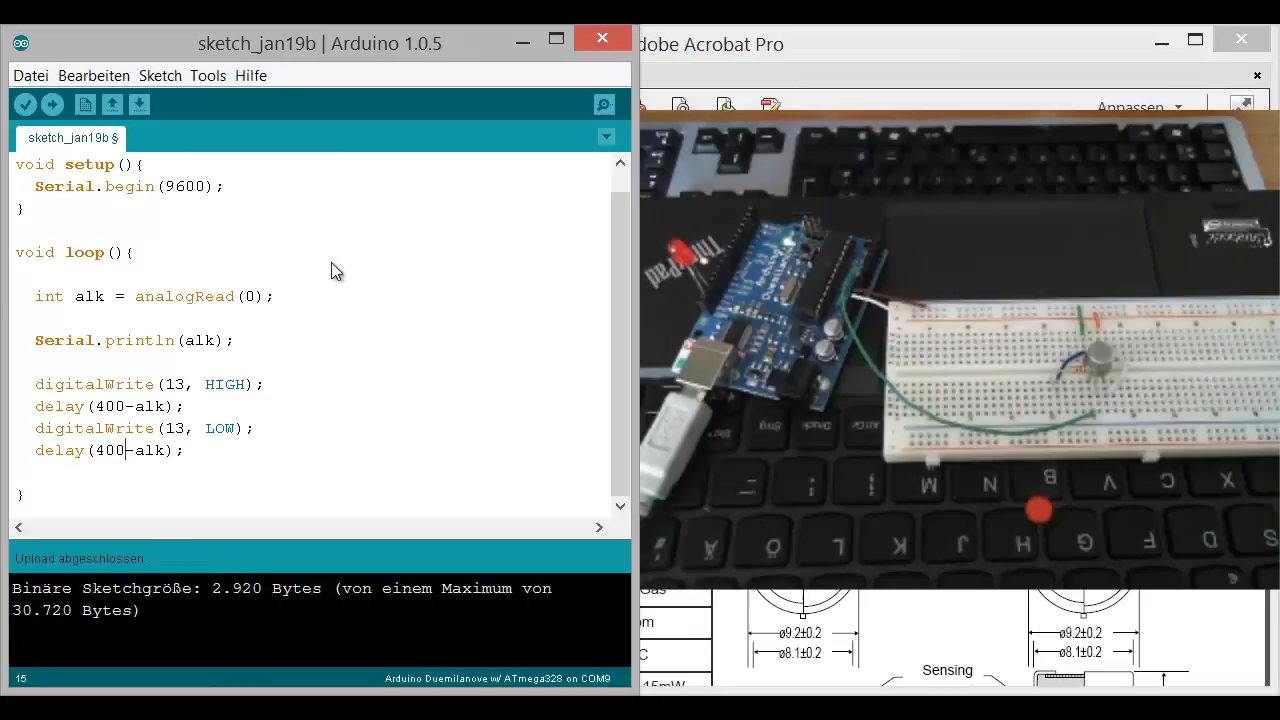 sketch_jan19b | Arduino 1.0.5
Datei Bearbeiten Sketch Tools Hilfe
sketch_jan19b §
void setup(){
Serial.begin(9600);
}
void loop(){
int alk = analogRead(0);
Serial.println(alk);
digitalWrite(13, HIGH);
delay(400-alk);
digitalWrite(13, LOW);
delay(400-alk);
}
Upload abgeschlossen.
Binäre Sketchgröße: 2.920 Bytes (von einem Maximum von
30.720 Bytes)
15
Arduino Duemilanove w/ ATmega328 on COM9
dobe Acrobat Pro
Anpassen
ThinkPad
Druck
AltGr
M N B V C X
Ä Ö L K J H G F D S
ø9.2±0.2
ø8.1±0.2
ø9.2±0.2
ø8.1±0.2
Sensing
15mW